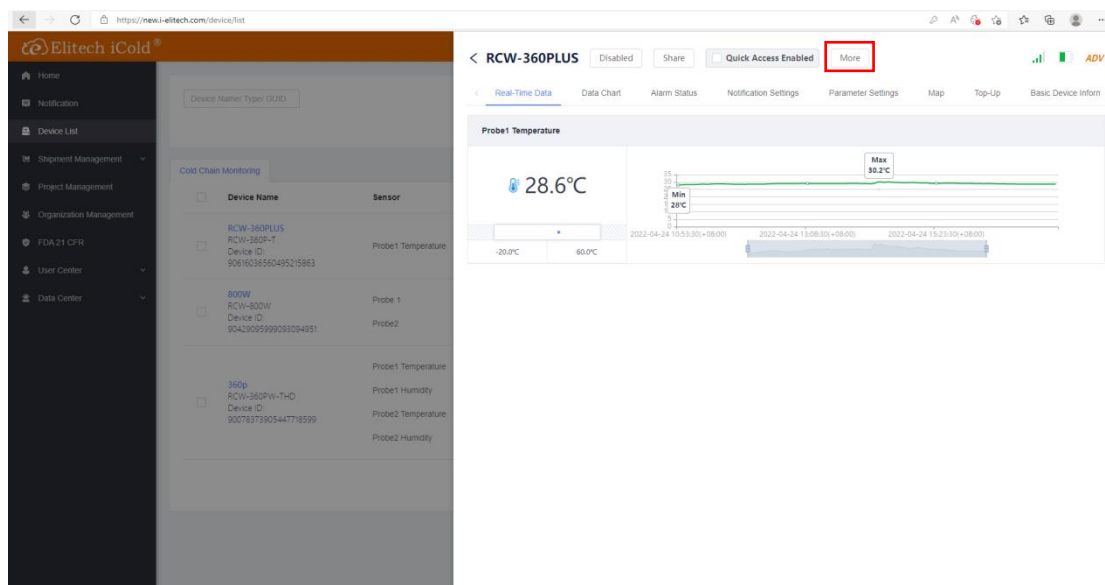 https://new.i-elitech.com/device/list
Elitech iCold®
Home
Notification
Device List
Shipment Management
Project Management
Organization Management
FDA 21 CFR
User Center
Data Center
Device Name/ Type/ GUID
Cold Chain Monitoring
Device Name Sensor
RCW-360PLUS
RCW-360P-T
Device ID:
90616036560495215863
Probe1 Temperature
800W
RCW-800W
Device ID:
90429095999093094951
Probe 1
Probe2
360p
RCW-360PW-THD
Device ID:
90078373905447718599
Probe1 Temperature
Probe1 Humidity
Probe2 Temperature
Probe2 Humidity
RCW-360PLUS Disabled Share Quick Access Enabled More ADV
Real-Time Data Data Chart Alarm Status Notification Settings Parameter Settings Map Top-Up Basic Device Inform
Probe1 Temperature
28.6°C
-20.0°C 60.0°C
Max
30.2°C
Min
28°C
35
30
5
0
2022-04-24 10:53:30(+08:00) 2022-04-24 13:08:30(+08:00) 2022-04-24 15:23:30(+08:00)